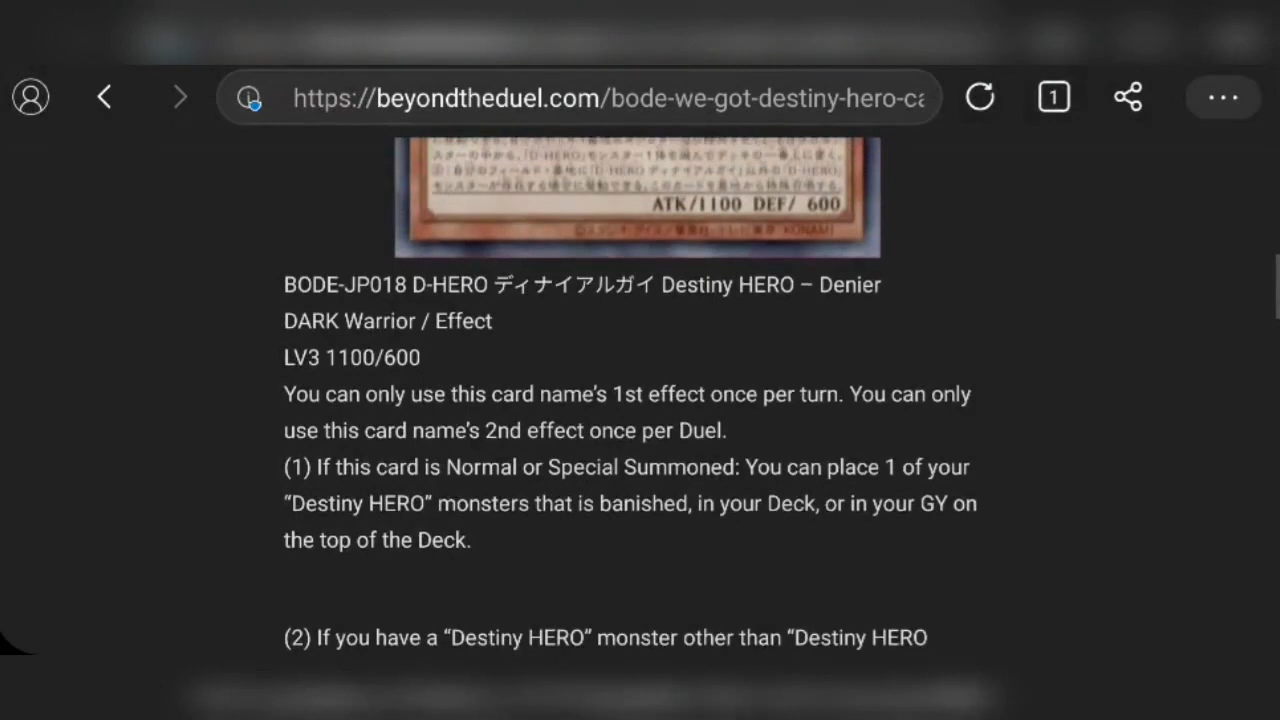 https://beyondtheduel.com/bode-we-got-destiny-hero-ca
1
ATK/1100 DEF/ 600
BODE-JP018 D-HERO ディナイアルガイ Destiny HERO – Denier
DARK Warrior / Effect
LV3 1100/600
You can only use this card name’s 1st effect once per turn. You can only
use this card name’s 2nd effect once per Duel.
(1) If this card is Normal or Special Summoned: You can place 1 of your
“Destiny HERO” monsters that is banished, in your Deck, or in your GY on
the top of the Deck.
(2) If you have a “Destiny HERO” monster other than “Destiny HERO